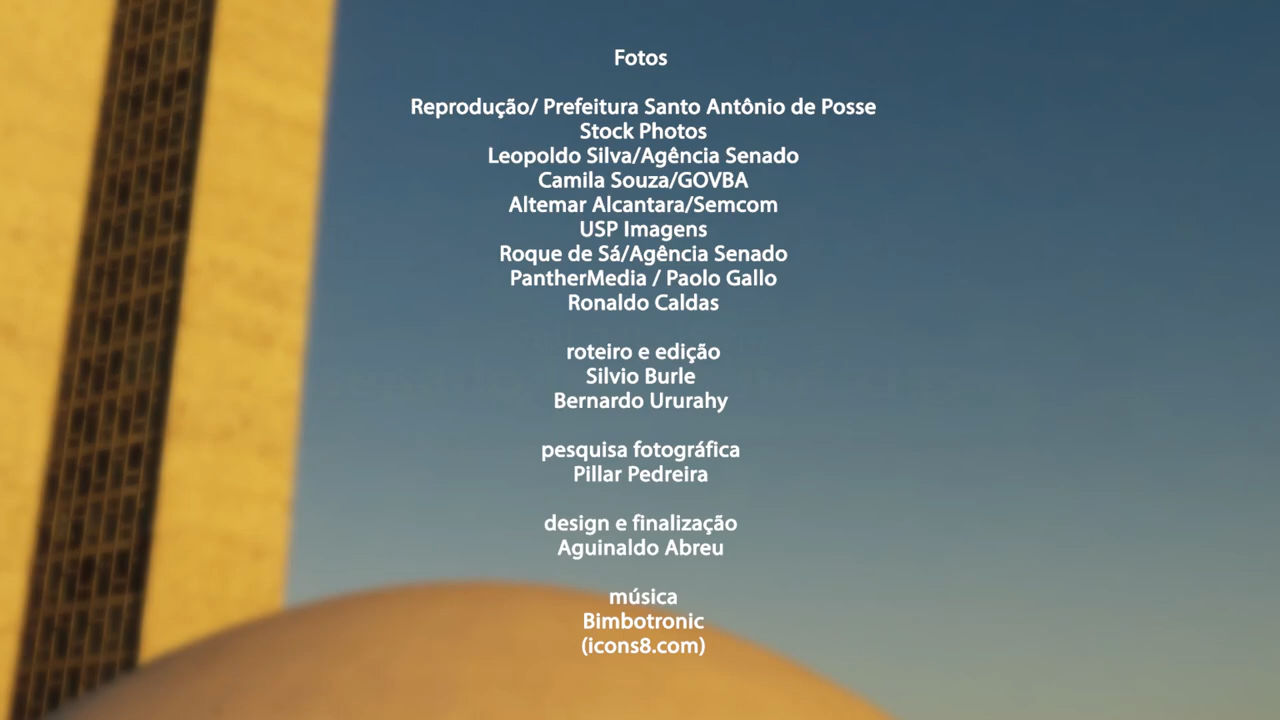 Fotos
Reprodução/ Prefeitura Santo Antônio de Posse
Stock Photos
Leopoldo Silva/Agência Senado
Camila Souza/GOVBA
Altemar Alcantara/Semcom
USP Imagens
Roque de Sá/Agência Senado
PantherMedia / Paolo Gallo
Ronaldo Caldas
roteiro e edição
Silvio Burle
Bernardo Ururahy
pesquisa fotográfica
Pillar Pedreira
design e finalização
Aguinaldo Abreu
música
Bimbotronic
(icons8.com)